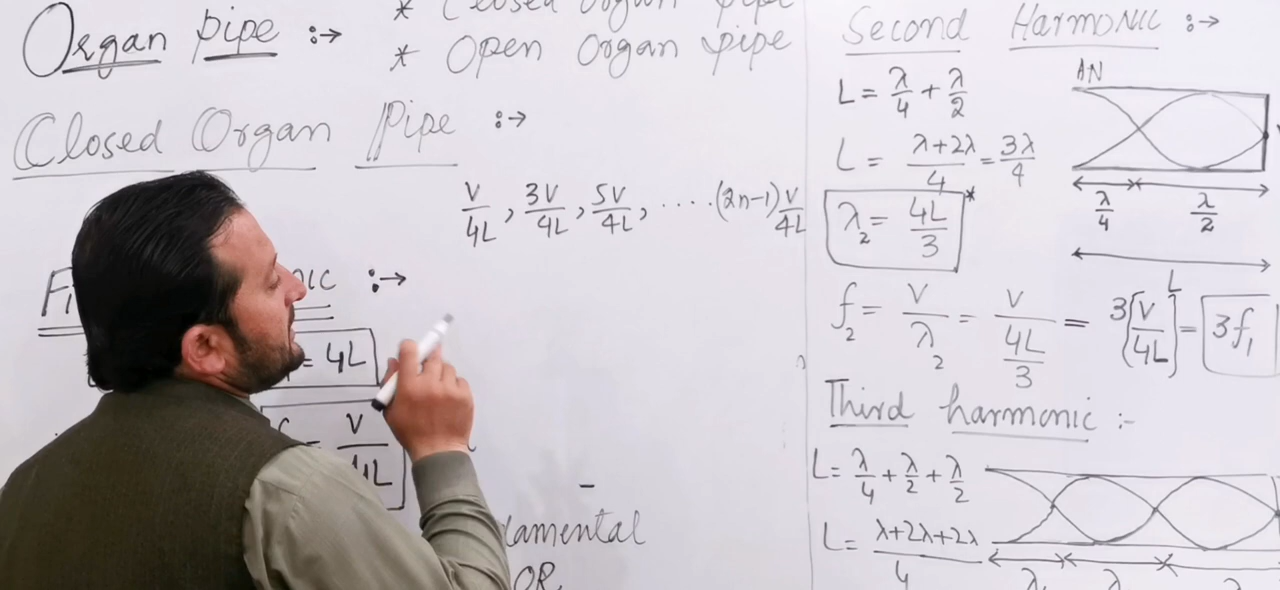 Organ pipe :→
* Closed organ pipe
* Open Organ pipe
Closed Organ Pipe :→
V/4L, 3V/4L, 5V/4L, .....(2n-1)V/4L
:→
= 4L
= V/4L
OR
Second Harmonic :→
L = λ/4 + λ/2
L = (λ+2λ)/4 = 3λ/4
λ₂ = 4L/3 *
f₂ = V/λ₂ = V/(4L/3) = 3[V/4L] = 3f₁
AN
λ/4 λ/2
L
Third harmonic :-
L = λ/4 + λ/2 + λ/2
L = (λ+2λ+2λ)/4
λ λ λ